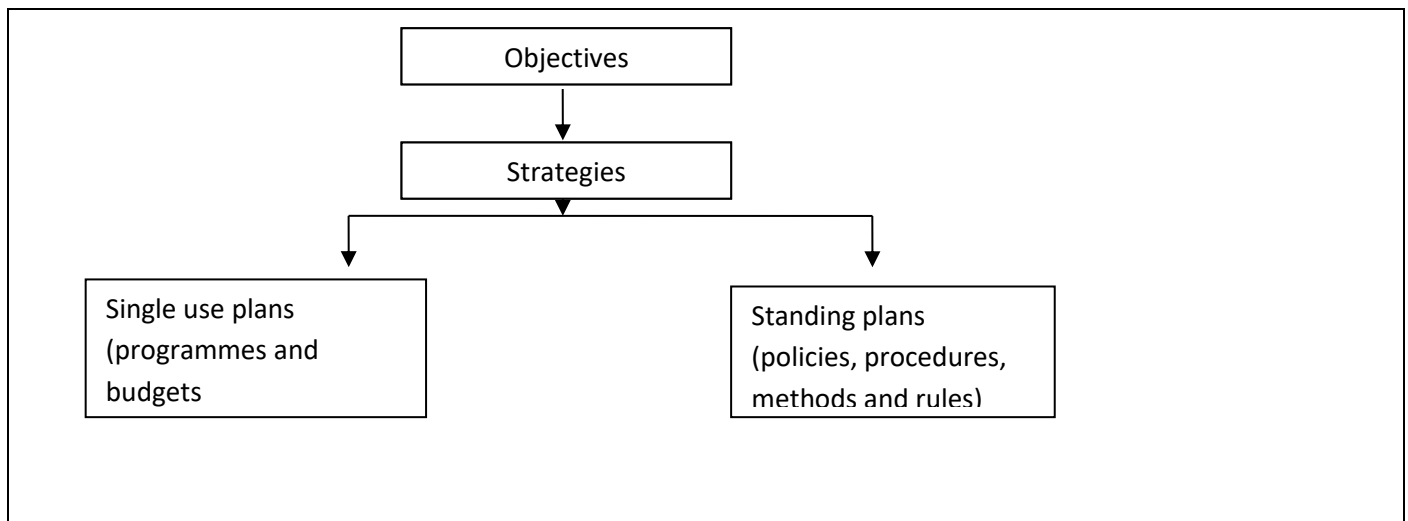 Objectives
Strategies
Single use plans
(programmes and
budgets
Standing plans
(policies, procedures,
methods and rules)